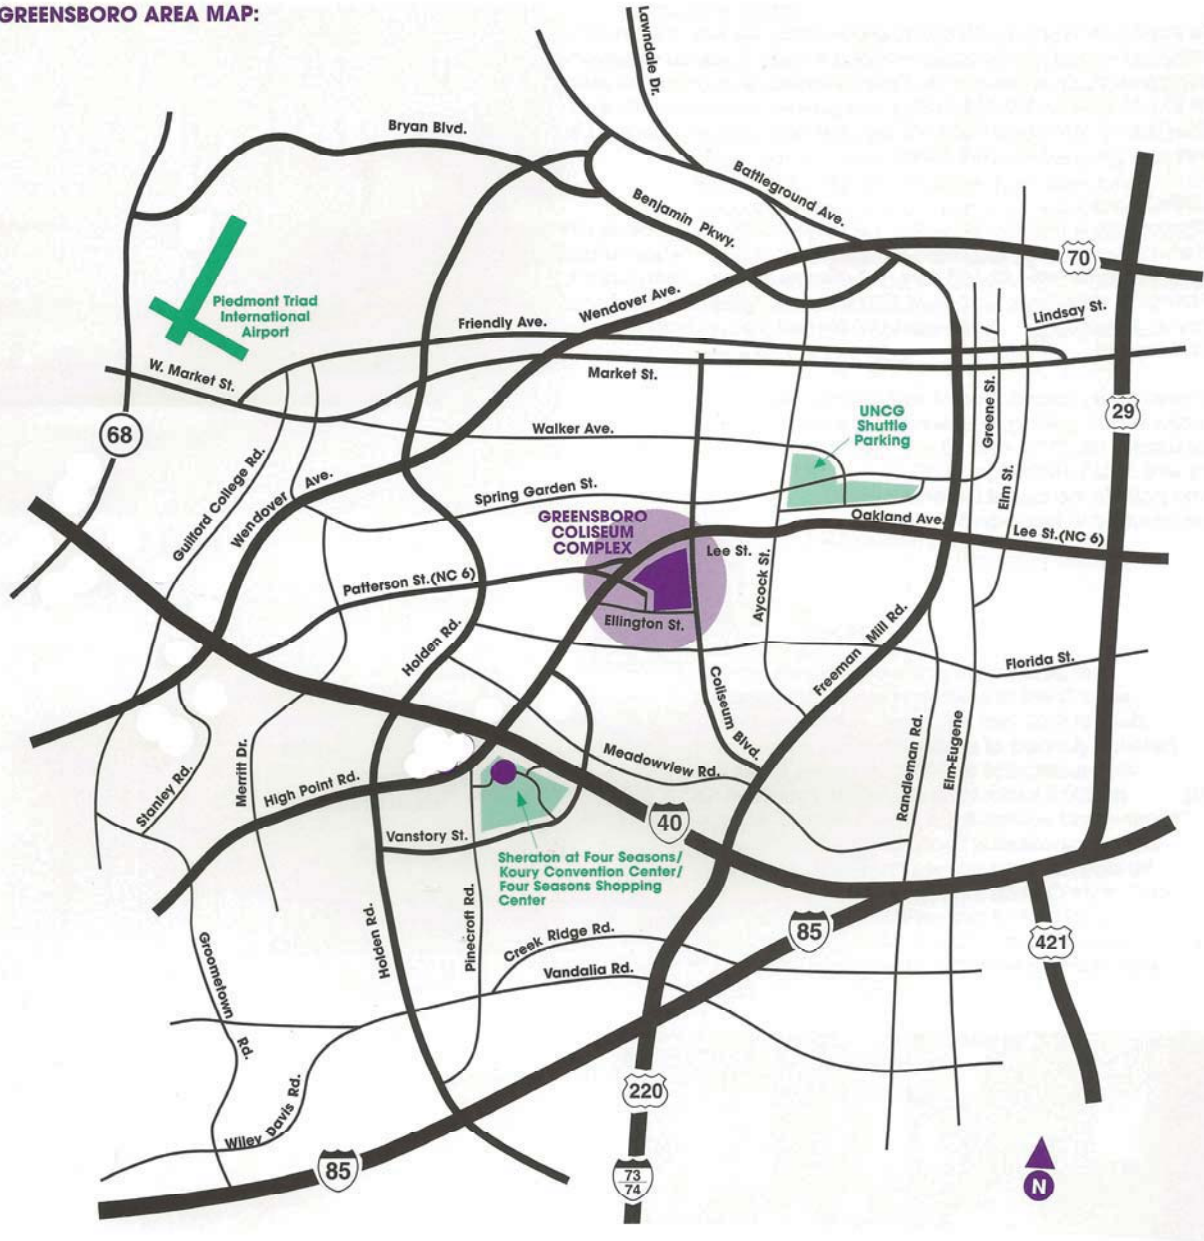 GREENSBORO AREA MAP:
Lawndale Dr.
Bryan Blvd.
Battleground Ave.
Benjamin Pkwy.
70
Piedmont Triad
International
Airport
Wendover Ave.
Friendly Ave.
Lindsay St.
W. Market St.
Market St.
68
UNCG
Shuttle
Parking
Greene St.
29
Walker Ave.
Guilford College Rd.
Wendover Ave.
Spring Garden St.
Elm St.
GREENSBORO
COLISEUM
COMPLEX
Oakland Ave.
Lee St.(NC 6)
Lee St.
Patterson St.(NC 6)
Aycock St.
Ellington St.
Holden Rd.
Freeman Mill Rd.
Florida St.
Coliseum Blvd.
Merritt Dr.
Stanley Rd.
High Point Rd.
Meadowview Rd.
Randleman Rd.
Elm-Eugene
40
Vanstory St.
Sheraton at Four Seasons/
Koury Convention Center/
Four Seasons Shopping
Center
Groometown Rd.
Holden Rd.
Pinecroft Rd.
Creek Ridge Rd.
Vandalia Rd.
85
421
Wiley Davis Rd.
220
85
73
74
N